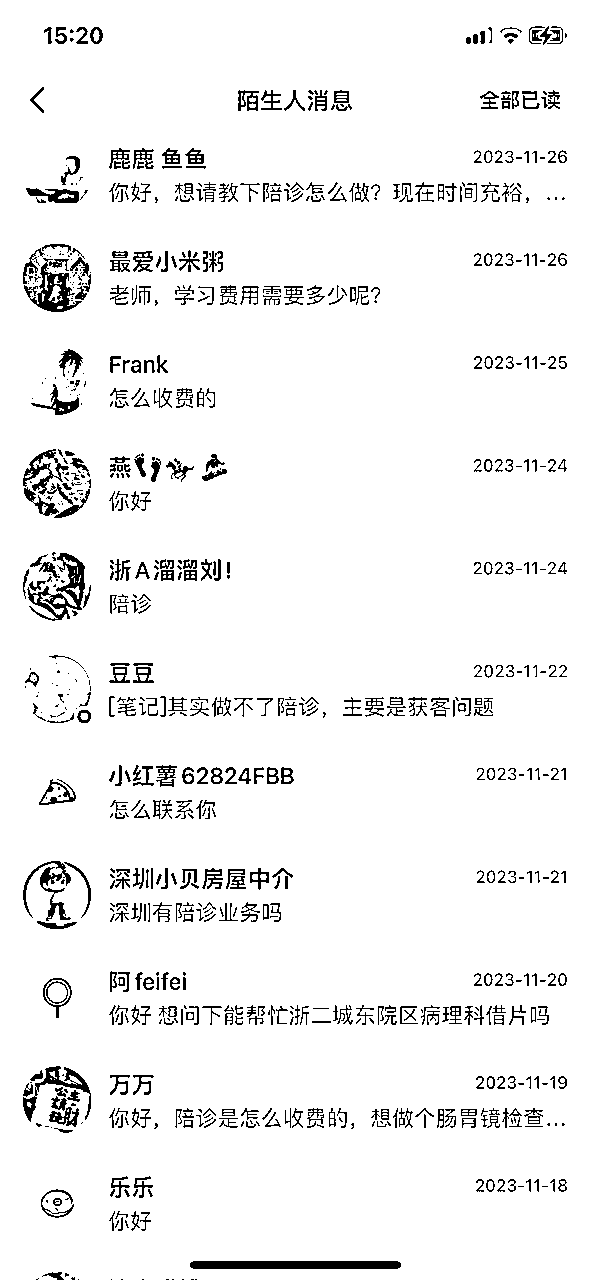 15:20
陌生人消息
全部已读
鹿鹿 鱼鱼
2023-11-26
你好，想请教下陪诊怎么做？现在时间充裕，...
最爱小米粥
2023-11-26
老师，学习费用需要多少呢？
Frank
2023-11-25
怎么收费的
燕👣🤸🏂
2023-11-24
你好
浙A溜溜刘！
2023-11-24
陪诊
豆豆
2023-11-22
[笔记]其实做不了陪诊，主要是获客问题
小红薯62824FBB
2023-11-21
怎么联系你
深圳小贝房屋中介
2023-11-21
深圳有陪诊业务吗
阿feifei
2023-11-20
你好 想问下能帮忙浙二城东院区病理科借片吗
万万
2023-11-19
你好，陪诊是怎么收费的，想做个肠胃镜检查...
乐乐
2023-11-18
你好